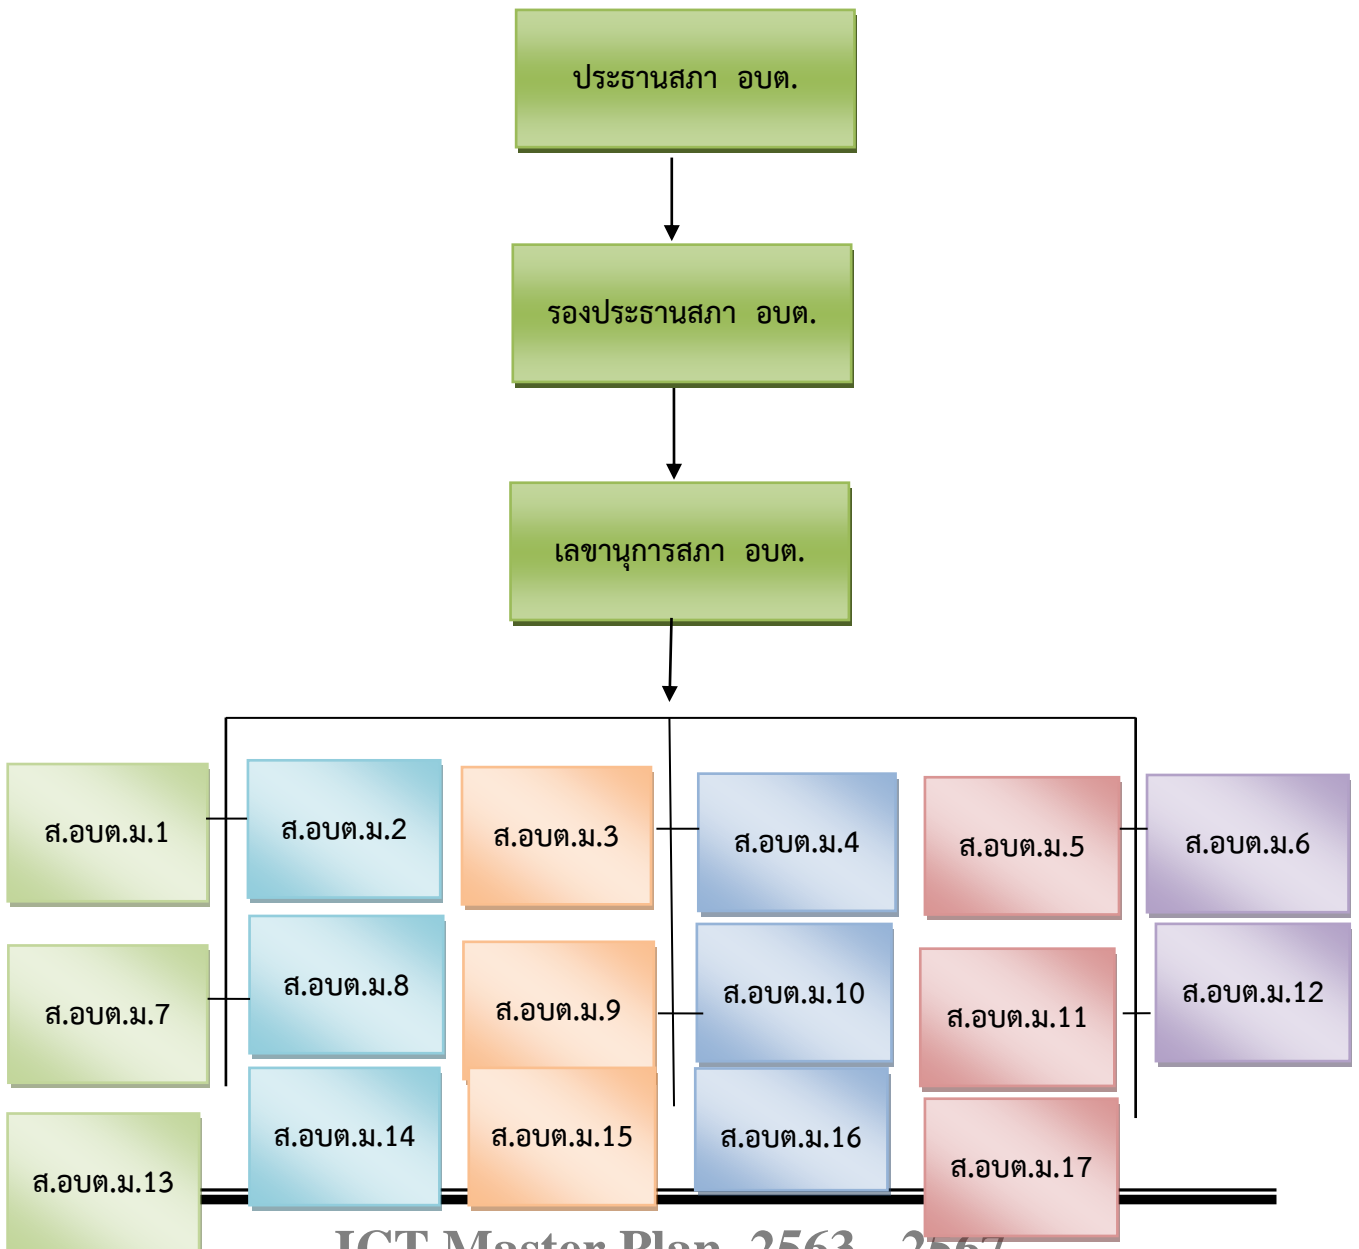 ประธานสภา อบต.
รองประธานสภา อบต.
เลขานุการสภา อบต.
ส.อบต.ม.1
ส.อบต.ม.2
ส.อบต.ม.3
ส.อบต.ม.4
ส.อบต.ม.5
ส.อบต.ม.6
ส.อบต.ม.7
ส.อบต.ม.8
ส.อบต.ม.9
ส.อบต.ม.10
ส.อบต.ม.11
ส.อบต.ม.12
ส.อบต.ม.13
ส.อบต.ม.14
ส.อบต.ม.15
ส.อบต.ม.16
ส.อบต.ม.17
ICT Master Plan 2563 - 2567